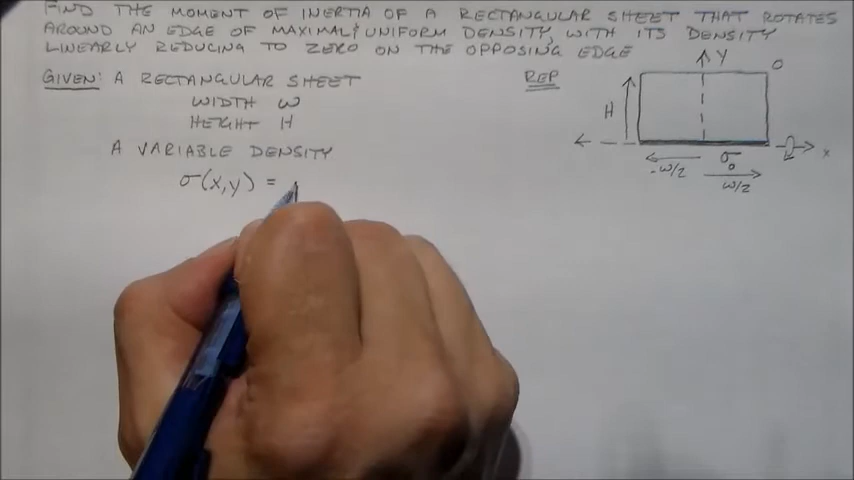 FIND THE MOMENT OF INERTIA OF A RECTANGULAR SHEET THAT ROTATES
AROUND AN EDGE OF MAXIMAL & UNIFORM DENSITY, WITH ITS DENSITY
LINEARLY REDUCING TO ZERO ON THE OPPOSING EDGE
GIVEN: A RECTANGULAR SHEET
WIDTH W
HEIGHT H
A VARIABLE DENSITY
σ(x,y) =
REP
Y
O
H
x
σ₀
-W/2
W/2